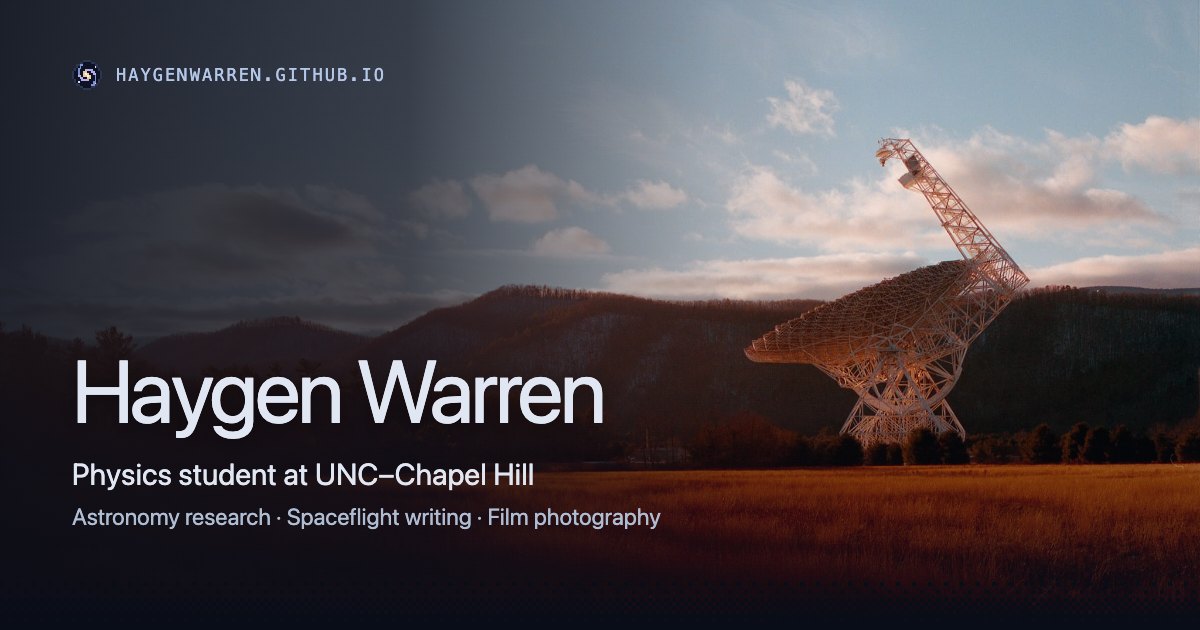 HAYGENWARREN.GITHUB.IO
Haygen Warren
Physics student at UNC–Chapel Hill
Astronomy research · Spaceflight writing · Film photography